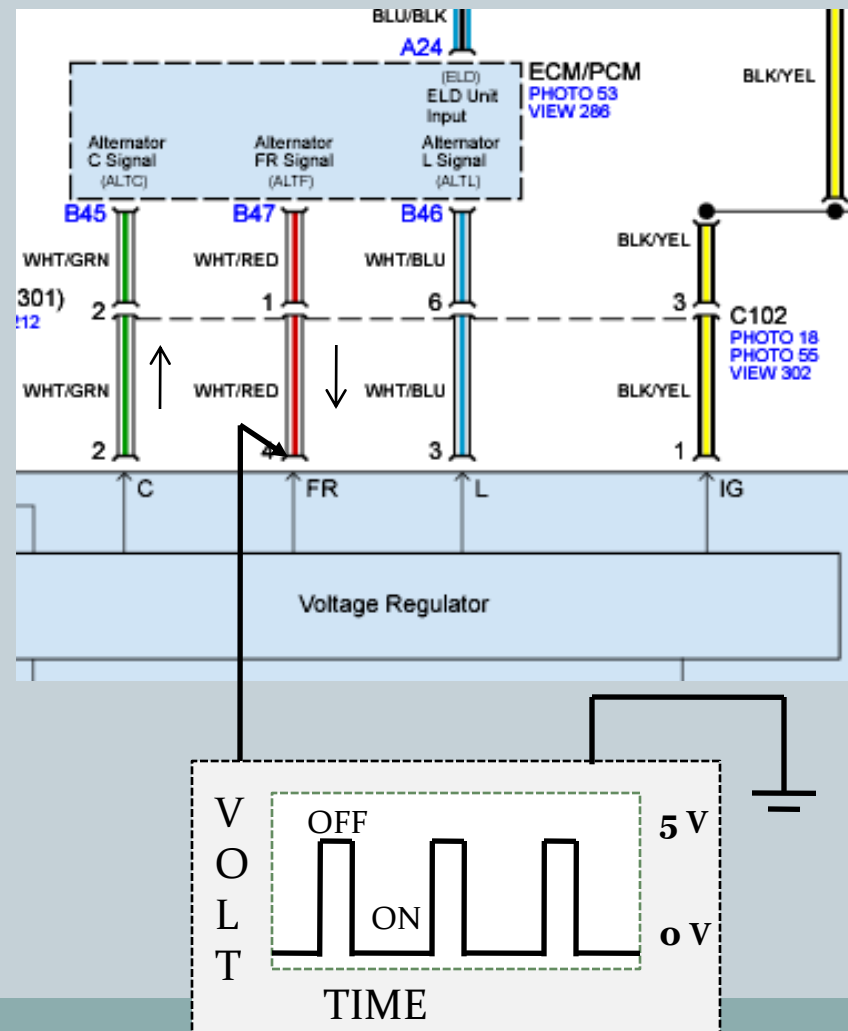 BLU/BLK
A24
(ELD)
ELD Unit
Input
ECM/PCM
PHOTO 53
VIEW 286
BLK/YEL
Alternator
C Signal
(ALTC)
Alternator
FR Signal
(ALTF)
Alternator
L Signal
(ALTL)
B45
B47
B46
WHT/GRN
WHT/RED
WHT/BLU
BLK/YEL
301)
212
2
1
6
3
C102
PHOTO 18
PHOTO 55
VIEW 302
WHT/GRN
WHT/RED
WHT/BLU
BLK/YEL
2
4
3
1
C
FR
L
IG
Voltage Regulator
VOLT
OFF
5 V
ON
0 V
TIME